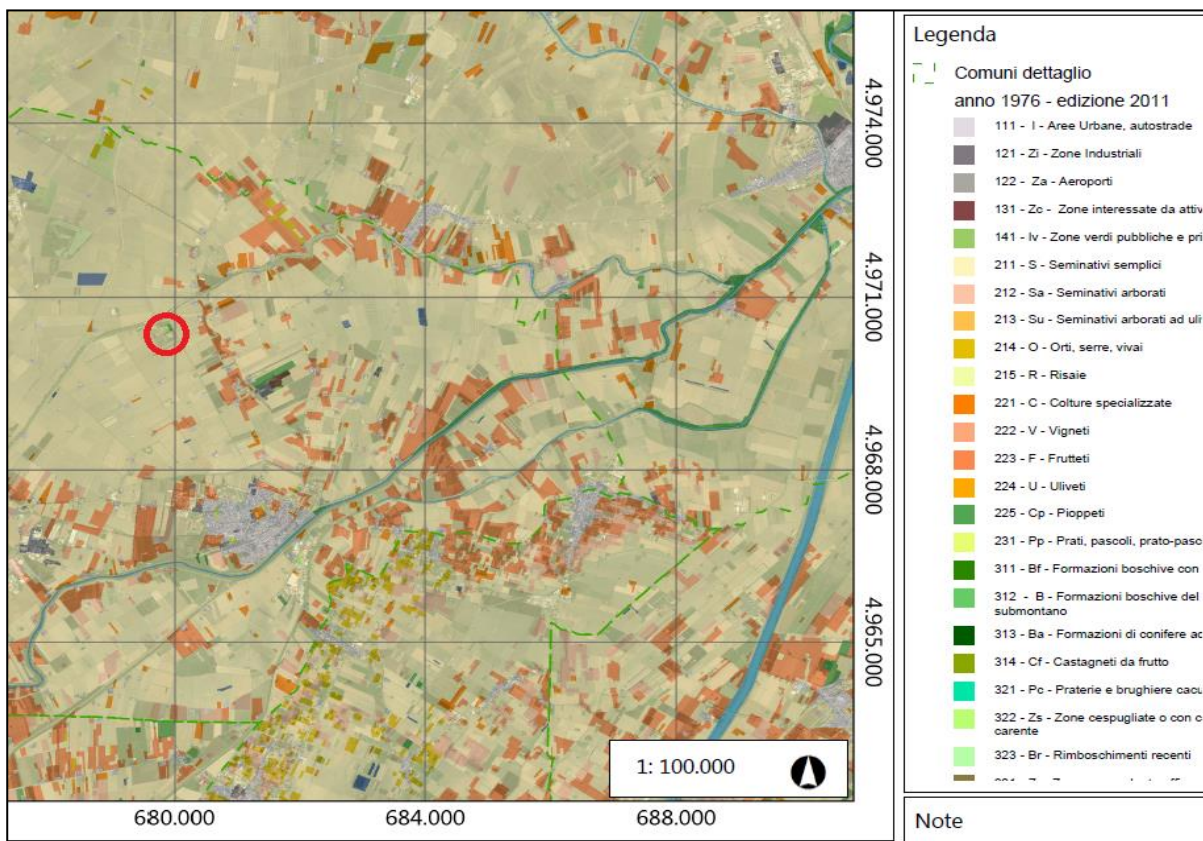 4.974.000
4.971.000
4.968.000
4.965.000
1: 100.000
680.000
684.000
688.000
Legenda
Comuni dettaglio
anno 1976 - edizione 2011
111 - I - Aree Urbane, autostrade
121 - Zi - Zone Industriali
122 - Za - Aeroporti
131 - Zc - Zone interessate da attiv
141 - Iv - Zone verdi pubbliche e pri
211 - S - Seminativi semplici
212 - Sa - Seminativi arborati
213 - Su - Seminativi arborati ad uli
214 - O - Orti, serre, vivai
215 - R - Risaie
221 - C - Colture specializzate
222 - V - Vigneti
223 - F - Frutteti
224 - U - Uliveti
225 - Cp - Pioppeti
231 - Pp - Prati, pascoli, prato-pasc
311 - Bf - Formazioni boschive con
312 - B - Formazioni boschive del
submontano
313 - Ba - Formazioni di conifere ad
314 - Cf - Castagneti da frutto
321 - Pc - Praterie e brughiere cacu
322 - Zs - Zone cespugliate o con c
carente
323 - Br - Rimboschimenti recenti
Note